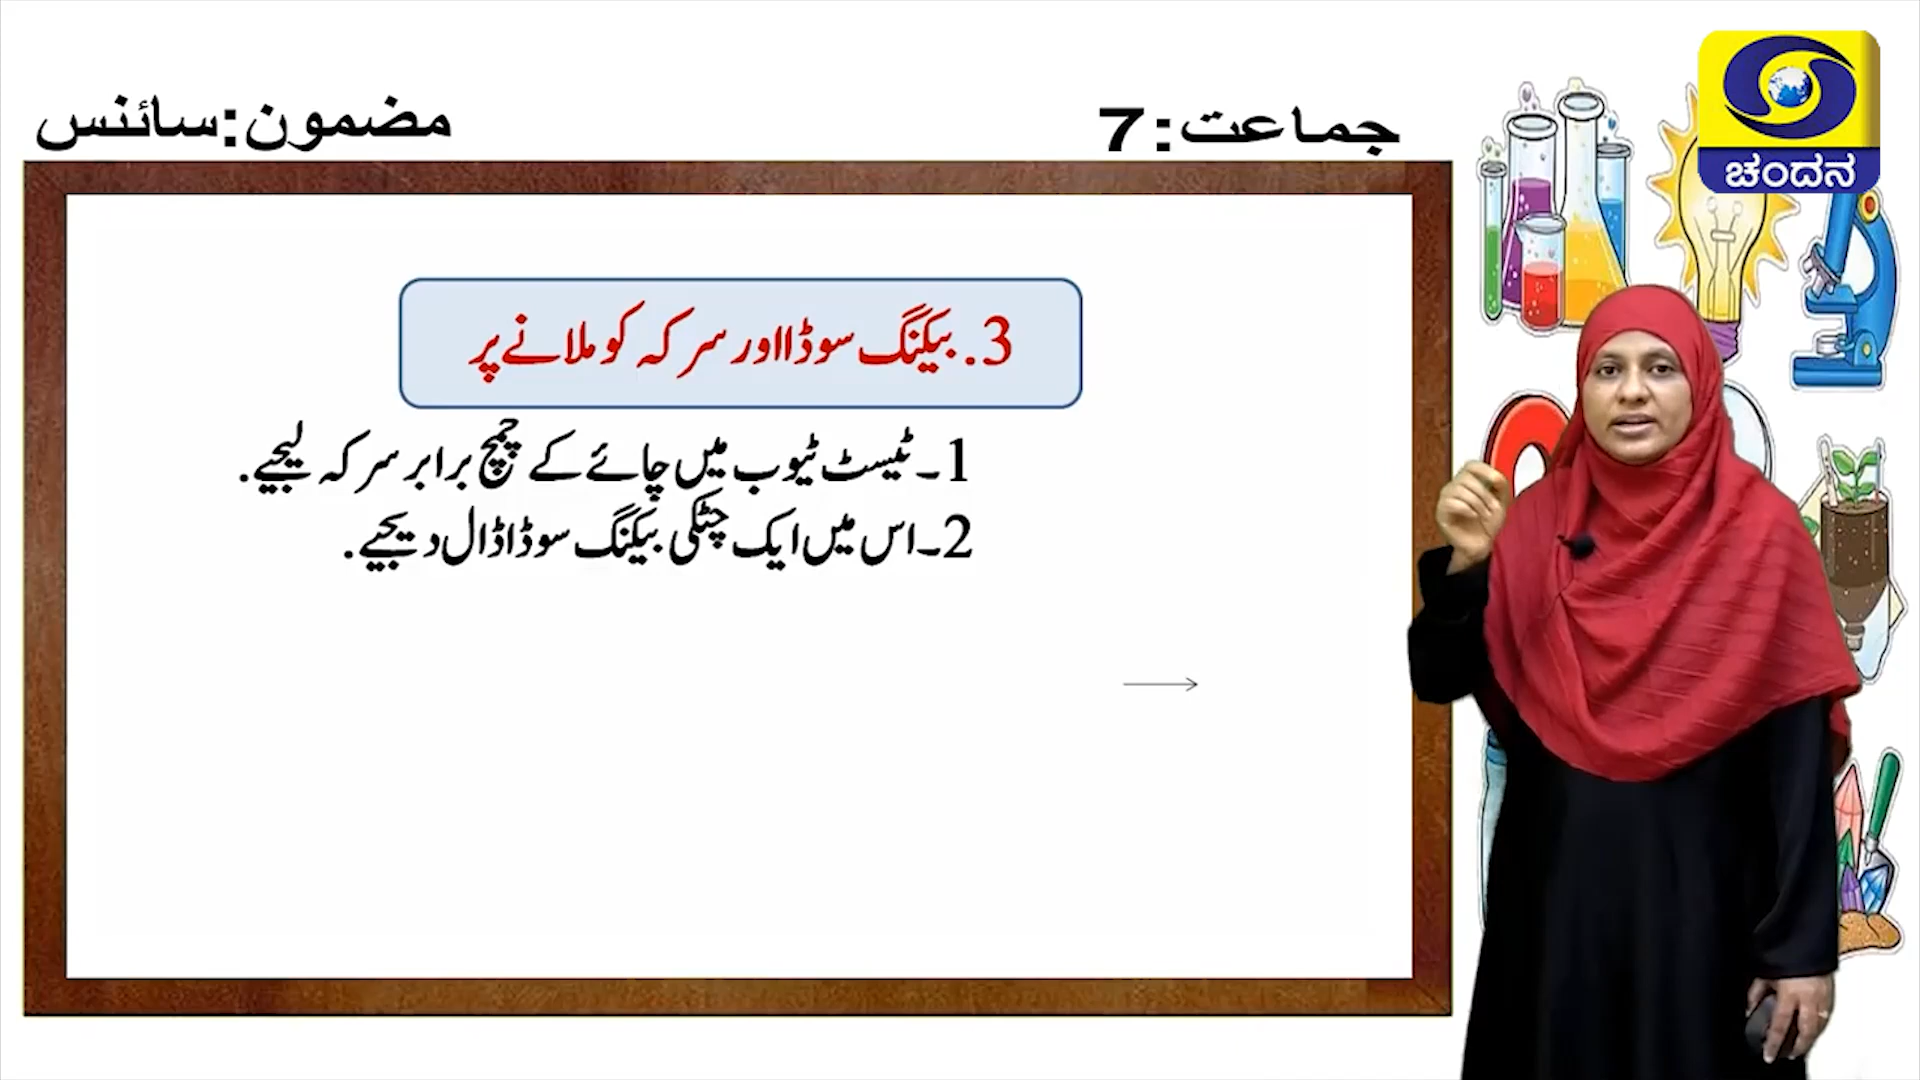 جماعت:7
مضمون:سائنس
ಚಂದನ
3. بیکنگ سوڈا اور سرکہ کو ملانے پر
1۔ ٹیسٹ ٹیوب میں چائے کے چمچ برابر سرکہ لیجیے.
2۔ اس میں ایک چٹکی بیکنگ سوڈا ڈال دیجیے.